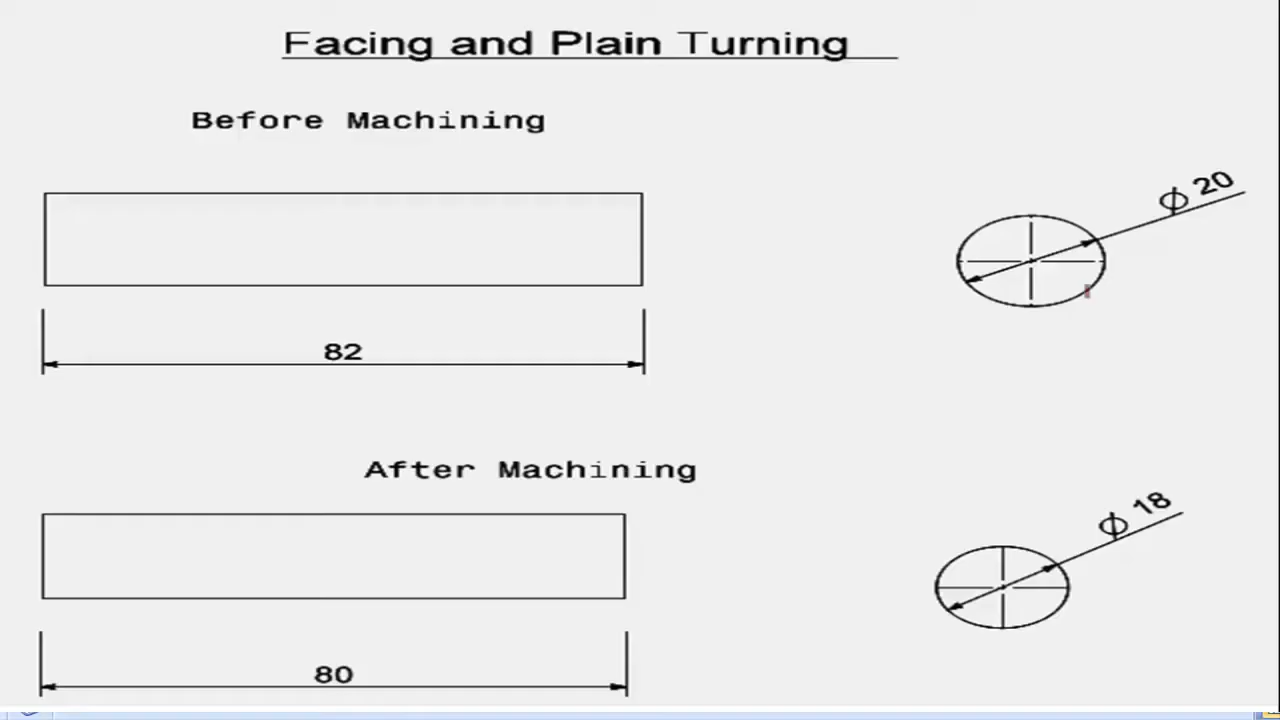 Facing and Plain Turning
Before Machining
ϕ 20
82
After Machining
ϕ 18
80